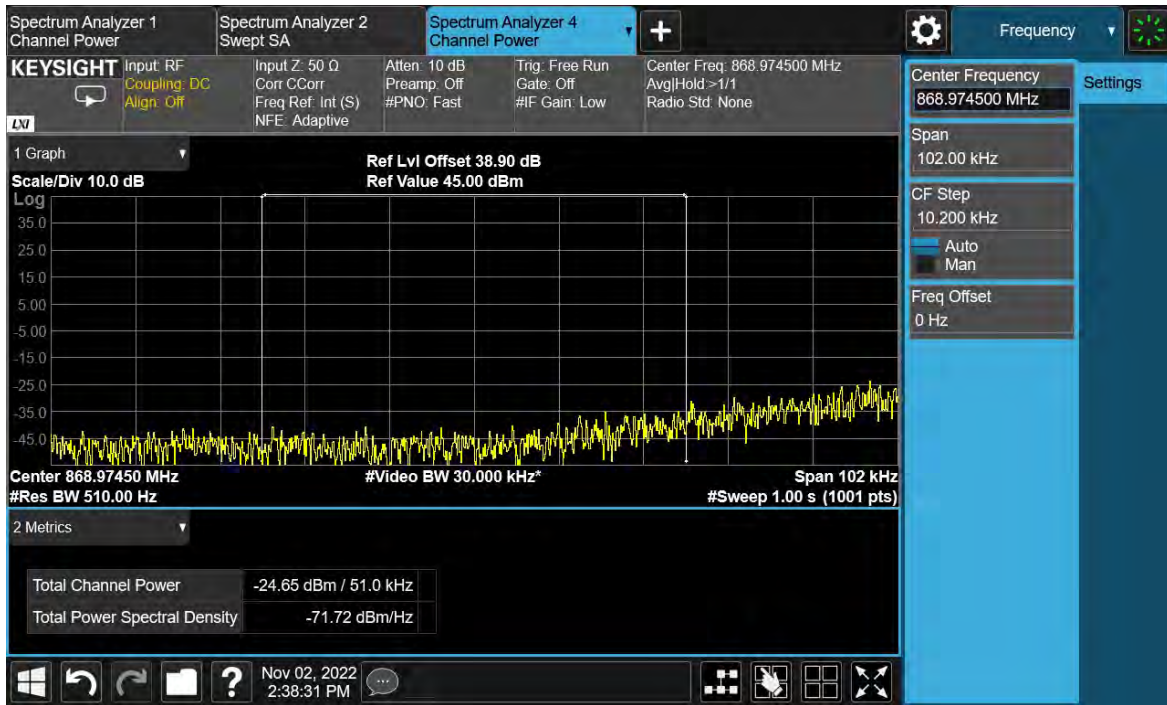 Spectrum Analyzer 1
Channel Power
Spectrum Analyzer 2
Swept SA
Spectrum Analyzer 4
Channel Power
Frequency
KEYSIGHT
LXI
Input: RF
Coupling: DC
Align: Off
Input Z: 50 Ω
Corr CCorr
Freq Ref: Int (S)
NFE: Adaptive
Atten: 10 dB
Preamp: Off
#PNO: Fast
Trig: Free Run
Gate: Off
#IF Gain: Low
Center Freq: 868.974500 MHz
Avg|Hold:>1/1
Radio Std: None
1 Graph
Scale/Div 10.0 dB
Ref Lvl Offset 38.90 dB
Ref Value 45.00 dBm
Log
35.0
25.0
15.0
5.00
-5.00
-15.0
-25.0
-35.0
-45.0
Center 868.97450 MHz
#Video BW 30.000 kHz*
Span 102 kHz
#Res BW 510.00 Hz
#Sweep 1.00 s (1001 pts)
2 Metrics
Total Channel Power -24.65 dBm / 51.0 kHz
Total Power Spectral Density -71.72 dBm/Hz
Nov 02, 2022
2:38:31 PM
Center Frequency
868.974500 MHz
Settings
Span
102.00 kHz
CF Step
10.200 kHz
Auto
Man
Freq Offset
0 Hz